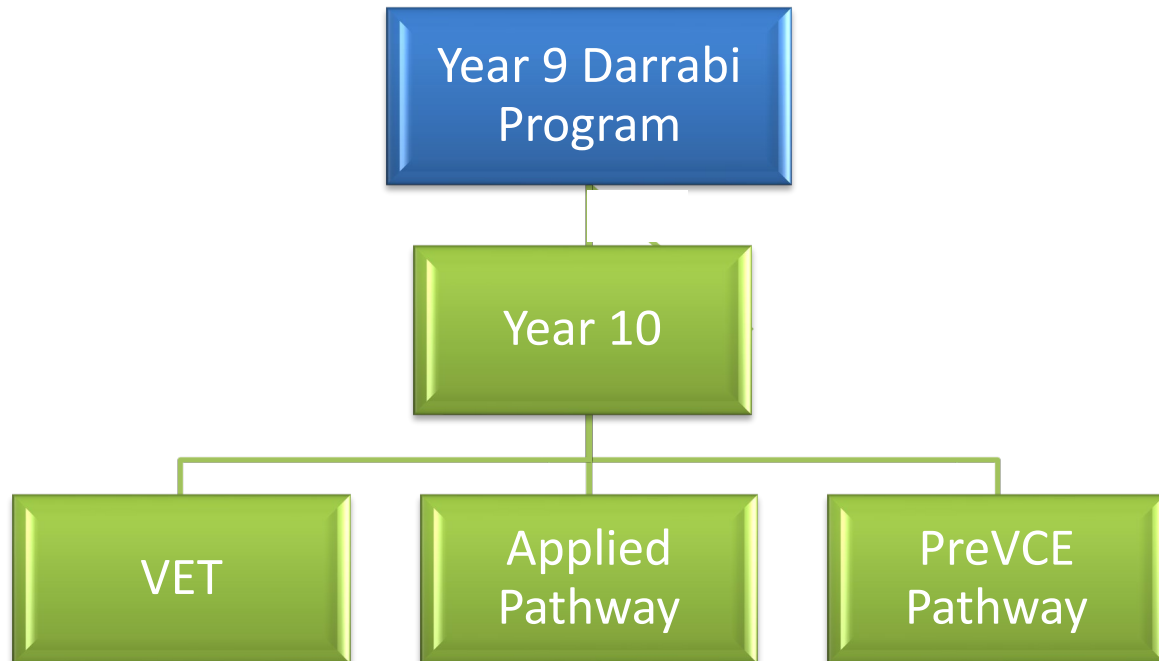 Year 9 Darrabi
Program
Year 10
VET
Applied
Pathway
PreVCE
Pathway